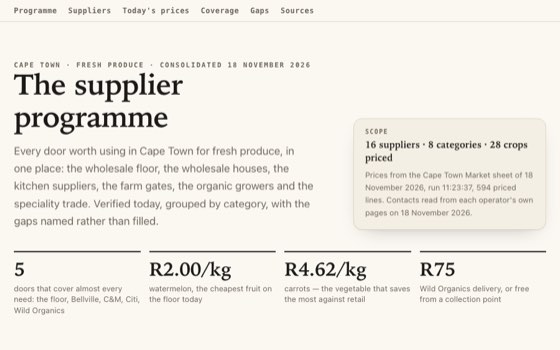 Programme Suppliers Today's prices Coverage Gaps Sources
CAPE TOWN · FRESH PRODUCE · CONSOLIDATED 18 NOVEMBER 2026
The supplier
programme
Every door worth using in Cape Town for fresh produce, in
one place: the wholesale floor, the wholesale houses, the
kitchen suppliers, the farm gates, the organic growers and the
speciality trade. Verified today, grouped by category, with the
gaps named rather than filled.
SCOPE
16 suppliers · 8 categories · 28 crops
priced
Prices from the Cape Town Market sheet of 18
November 2026, run 11:23:37, 594 priced
lines. Contacts read from each operator's own
pages on 18 November 2026.
5
doors that cover almost every
need: the floor, Bellville, C&M, Citi,
Wild Organics
R2.00/kg
watermelon, the cheapest fruit on
the floor today
R4.62/kg
carrots — the vegetable that saves
the most against retail
R75
Wild Organics delivery, or free
from a collection point